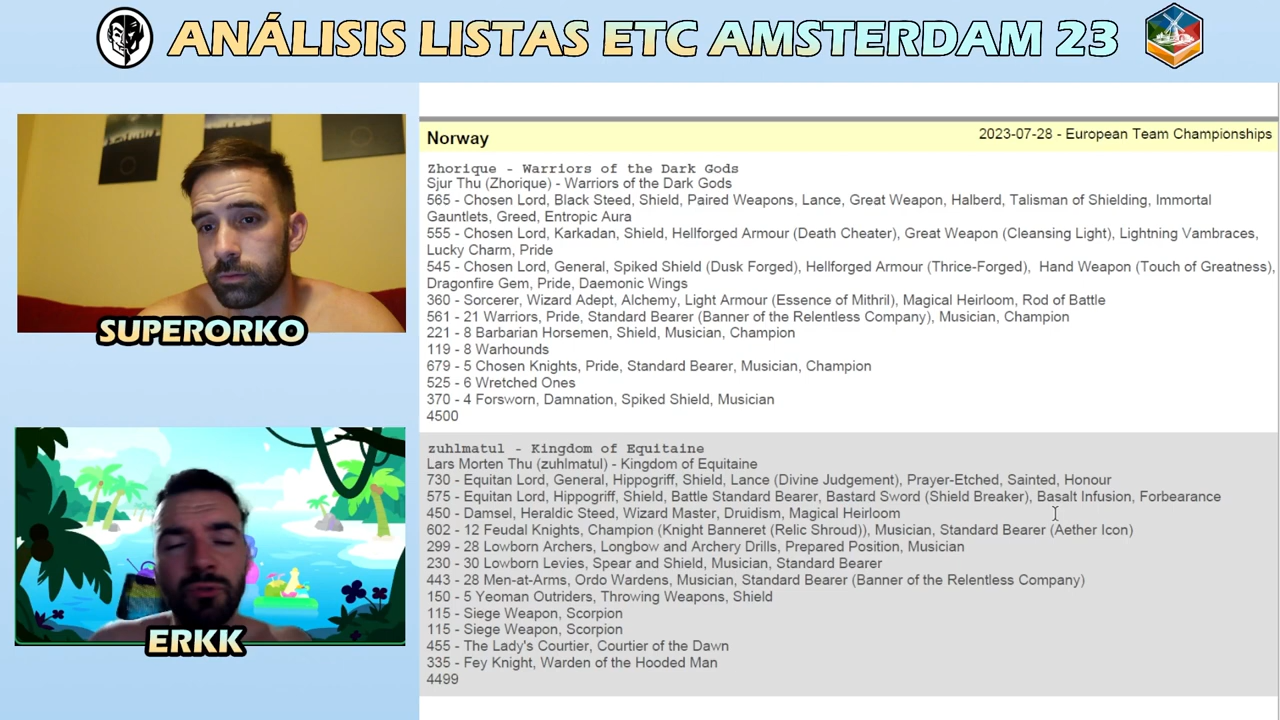 ANÁLISIS LISTAS ETC AMSTERDAM 23
SUPERORKO
ERKK
Norway
2023-07-28 - European Team Championships
Zhorique - Warriors of the Dark Gods
Sjur Thu (Zhorique) - Warriors of the Dark Gods
565 - Chosen Lord, Black Steed, Shield, Paired Weapons, Lance, Great Weapon, Halberd, Talisman of Shielding, Immortal
Gauntlets, Greed, Entropic Aura
555 - Chosen Lord, Karkadan, Shield, Hellforged Armour (Death Cheater), Great Weapon (Cleansing Light), Lightning Vambraces,
Lucky Charm, Pride
545 - Chosen Lord, General, Spiked Shield (Dusk Forged), Hellforged Armour (Thrice-Forged), Hand Weapon (Touch of Greatness),
Dragonfire Gem, Pride, Daemonic Wings
360 - Sorcerer, Wizard Adept, Alchemy, Light Armour (Essence of Mithril), Magical Heirloom, Rod of Battle
561 - 21 Warriors, Pride, Standard Bearer (Banner of the Relentless Company), Musician, Champion
221 - 8 Barbarian Horsemen, Shield, Musician, Champion
119 - 8 Warhounds
679 - 5 Chosen Knights, Pride, Standard Bearer, Musician, Champion
525 - 6 Wretched Ones
370 - 4 Forsworn, Damnation, Spiked Shield, Musician
4500
zuhlmatul - Kingdom of Equitaine
Lars Morten Thu (zuhlmatul) - Kingdom of Equitaine
730 - Equitan Lord, General, Hippogriff, Shield, Lance (Divine Judgement), Prayer-Etched, Sainted, Honour
575 - Equitan Lord, Hippogriff, Shield, Battle Standard Bearer, Bastard Sword (Shield Breaker), Basalt Infusion, Forbearance
450 - Damsel, Heraldic Steed, Wizard Master, Druidism, Magical Heirloom
602 - 12 Feudal Knights, Champion (Knight Banneret (Relic Shroud)), Musician, Standard Bearer (Aether Icon)
299 - 28 Lowborn Archers, Longbow and Archery Drills, Prepared Position, Musician
230 - 30 Lowborn Levies, Spear and Shield, Musician, Standard Bearer
443 - 28 Men-at-Arms, Ordo Wardens, Musician, Standard Bearer (Banner of the Relentless Company)
150 - 5 Yeoman Outriders, Throwing Weapons, Shield
115 - Siege Weapon, Scorpion
115 - Siege Weapon, Scorpion
455 - The Lady's Courtier, Courtier of the Dawn
335 - Fey Knight, Warden of the Hooded Man
4499